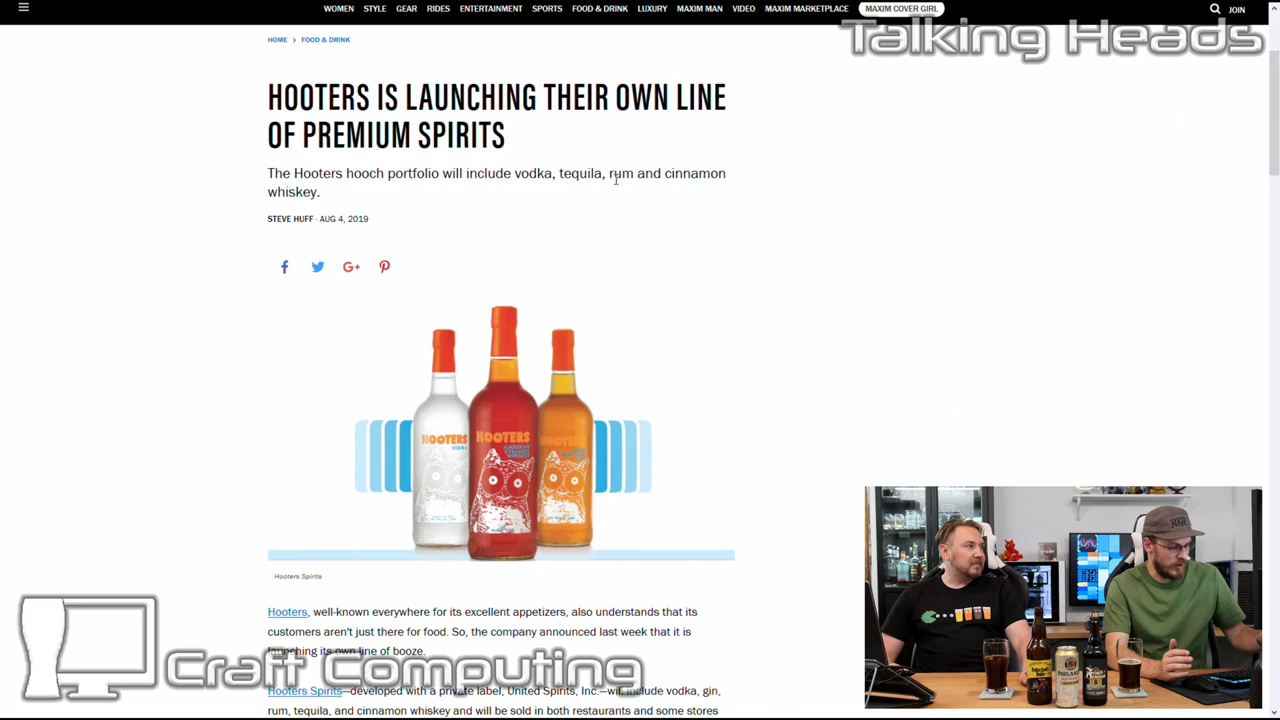 WOMEN STYLE GEAR RIDES ENTERTAINMENT SPORTS FOOD & DRINK LUXURY MAXIM MAN VIDEO MAXIM MARKETPLACE MAXIM COVER GIRL JOIN
Talking Heads
HOME > FOOD & DRINK
HOOTERS IS LAUNCHING THEIR OWN LINE
OF PREMIUM SPIRITS
The Hooters hooch portfolio will include vodka, tequila, rum and cinnamon
whiskey.
STEVE HUFF · AUG 4, 2019
f G+
HOOTERS
VODKA
HOOTERS
HOOTERS
Hooters Spirits
Hooters, well-known everywhere for its excellent appetizers, also understands that its
customers aren't just there for food. So, the company announced last week that it is
launching its own line of booze.
Craft Computing
Hooters Spirits—developed with a private label, United Spirits, Inc.—will include vodka, gin,
rum, tequila, and cinnamon whiskey and will be sold in both restaurants and some stores